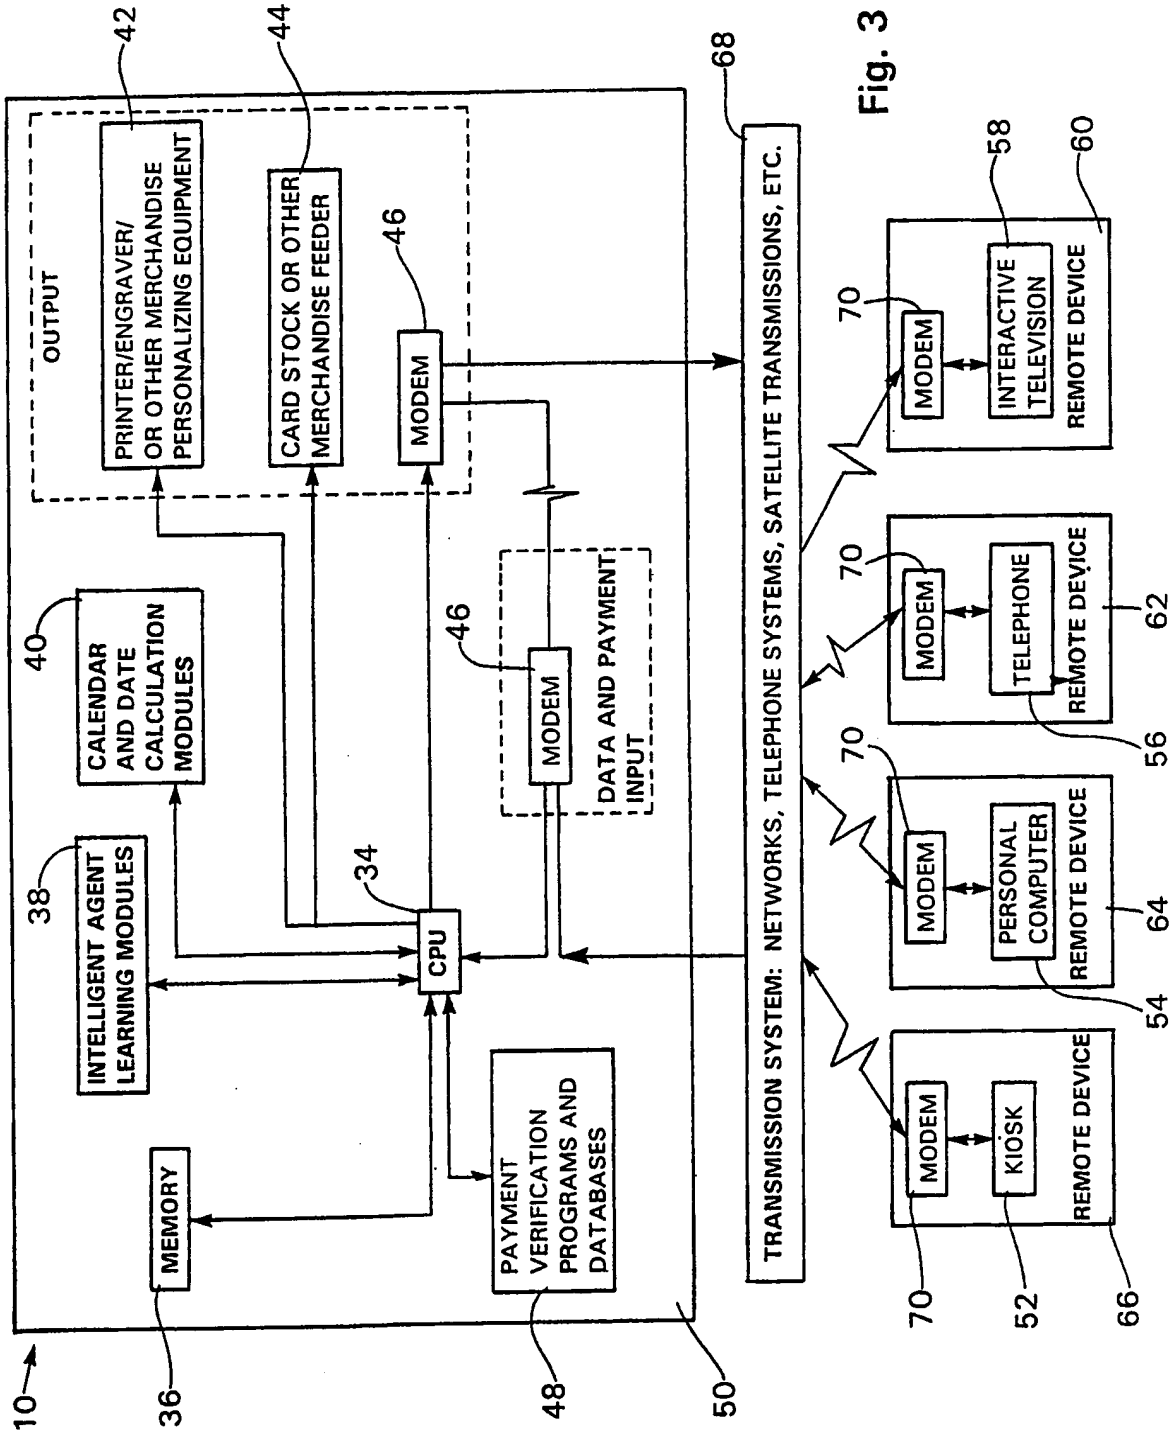 10
36
MEMORY
38
INTELLIGENT AGENT
LEARNING MODULES
40
CALENDAR
AND DATE
CALCULATION
MODULES
OUTPUT
42
PRINTER/ENGRAVER/
OR OTHER MERCHANDISE
PERSONALIZING EQUIPMENT
44
CARD STOCK OR OTHER
MERCHANDISE FEEDER
46
MODEM
34
CPU
46
MODEM
DATA AND PAYMENT
INPUT
48
PAYMENT
VERIFICATION
PROGRAMS AND
DATABASES
50
68
TRANSMISSION SYSTEM: NETWORKS, TELEPHONE SYSTEMS, SATELLITE TRANSMISSIONS, ETC.
70
MODEM
52
KIOSK
REMOTE DEVICE
66
70
MODEM
PERSONAL
COMPUTER
54
REMOTE DEVICE
64
70
MODEM
TELEPHONE
56
REMOTE DEVICE
62
70
MODEM
58
INTERACTIVE
TELEVISION
REMOTE DEVICE
60
Fig. 3